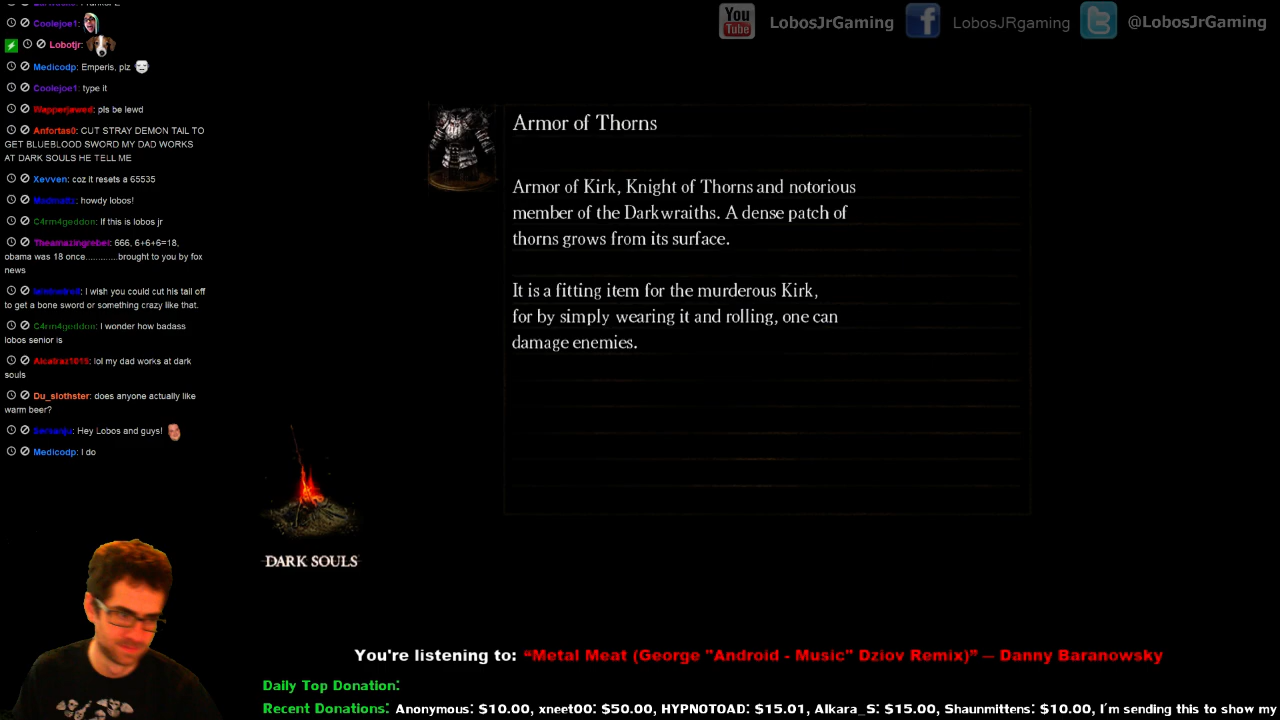 Coolejoe1:
Lobotjr:
Medicodp: Emperis, plz
Coolejoe1: type it
Wapperjawed: pls be lewd
Anfortas0: CUT STRAY DEMON TAIL TO
GET BLUEBLOOD SWORD MY DAD WORKS
AT DARK SOULS HE TELL ME
Xevven: coz it resets a 65535
howdy lobos!
C4rm4geddon: If this is lobos jr
Theamazingrebel: 666, 6+6+6=18,
obama was 18 once.............brought to you by fox
news
I wish you could cut his tail off
to get a bone sword or something crazy like that.
C4rm4geddon: I wonder how badass
lobos senior is
Alcatraz1015: lol my dad works at dark
souls
Du_slothster: does anyone actually like
warm beer?
Hey Lobos and guys!
Medicodp: I do
You Tube LobosJrGaming f LobosJRgaming t @LobosJrGaming
Armor of Thorns
Armor of Kirk, Knight of Thorns and notorious
member of the Darkwraiths. A dense patch of
thorns grows from its surface.
It is a fitting item for the murderous Kirk,
for by simply wearing it and rolling, one can
damage enemies.
DARK SOULS
You're listening to: “Metal Meat (George "Android - Music" Dziov Remix)” — Danny Baranowsky
Daily Top Donation:
Recent Donations: Anonymous: $10.00, xneet00: $50.00, HYPNOTOAD: $15.01, Alkara_S: $15.00, Shaunmittens: $10.00, I’m sending this to show my